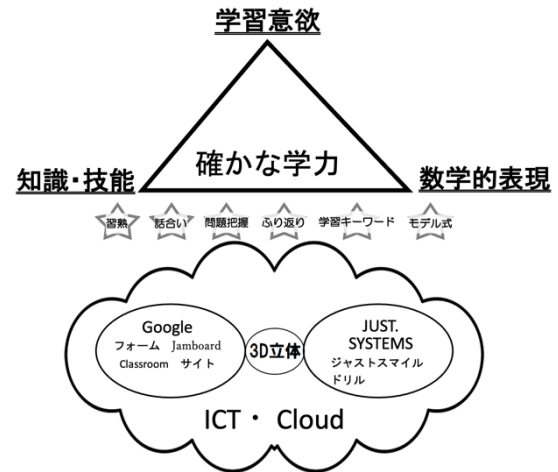 学習意欲
確かな学力
知識・技能
数学的表現
習熟 話合い 問題把握 ふり返り 学習キーワード モデル式
Google
フォーム Jamboard
Classroom サイト
3D立体
JUST.
SYSTEMS
ジャストスマイル
ドリル
ICT・ Cloud